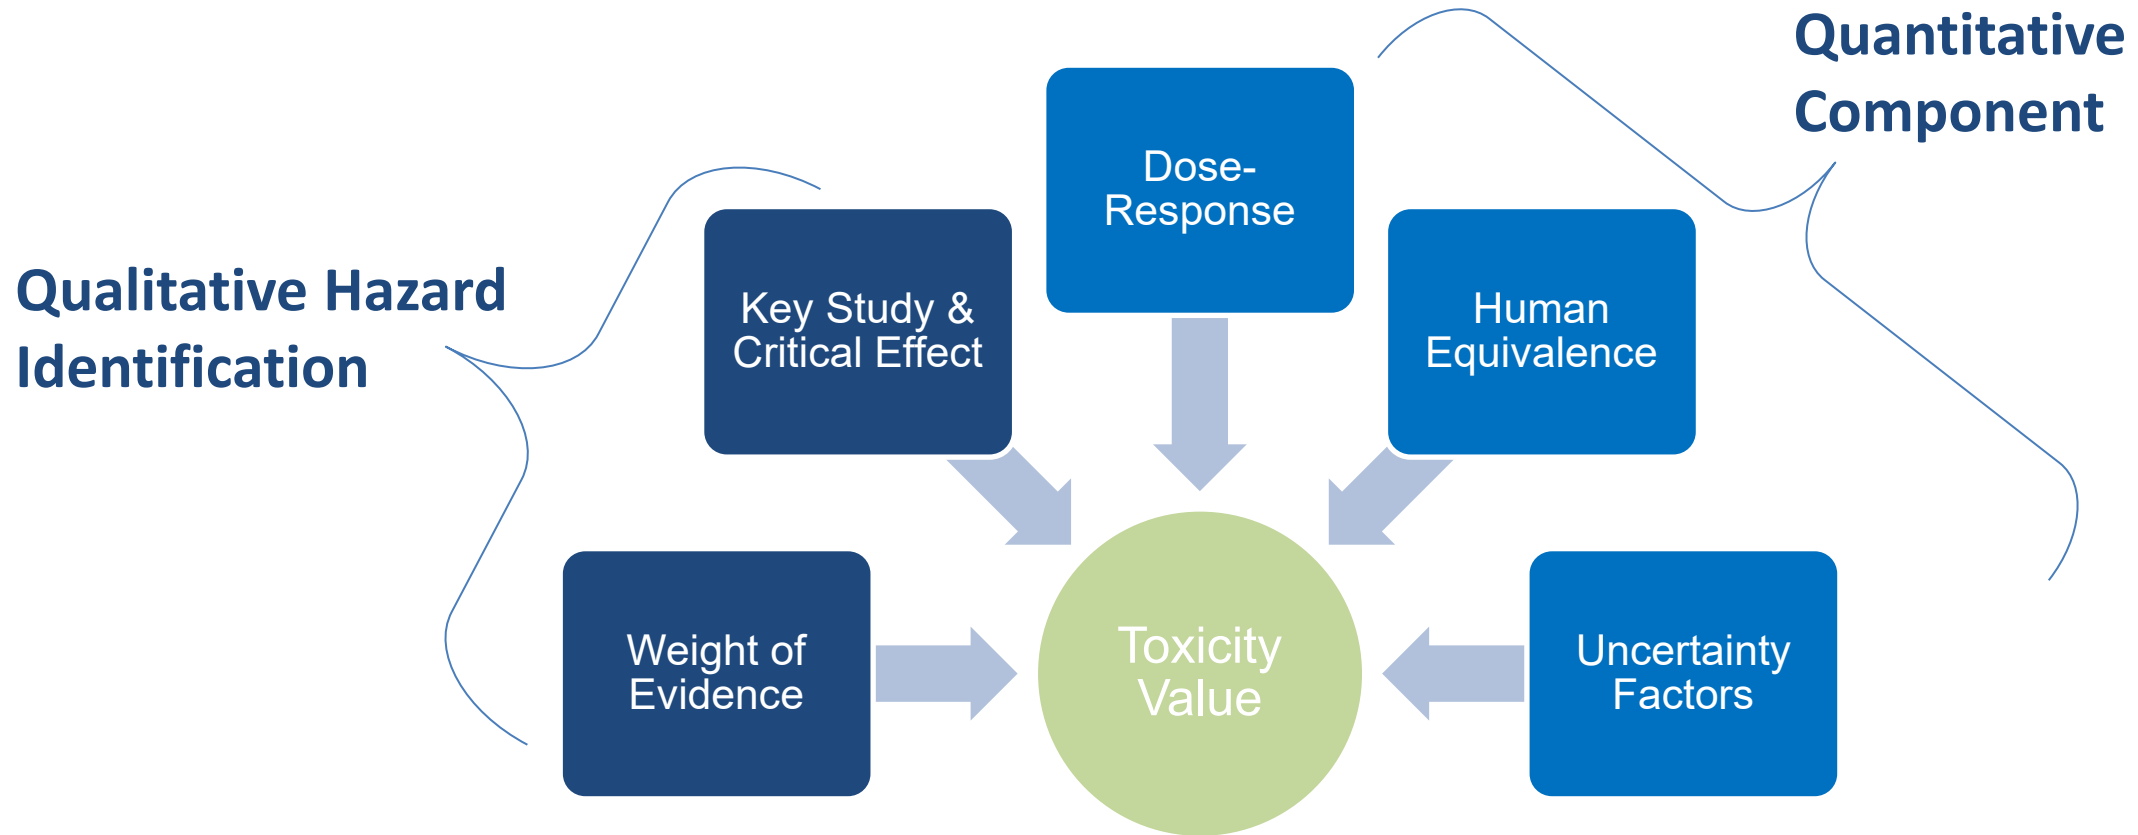 Quantitative
Component
Dose-
Response
Qualitative Hazard
Identification
Key Study &
Critical Effect
Human
Equivalence
Weight of
Evidence
Toxicity
Value
Uncertainty
Factors